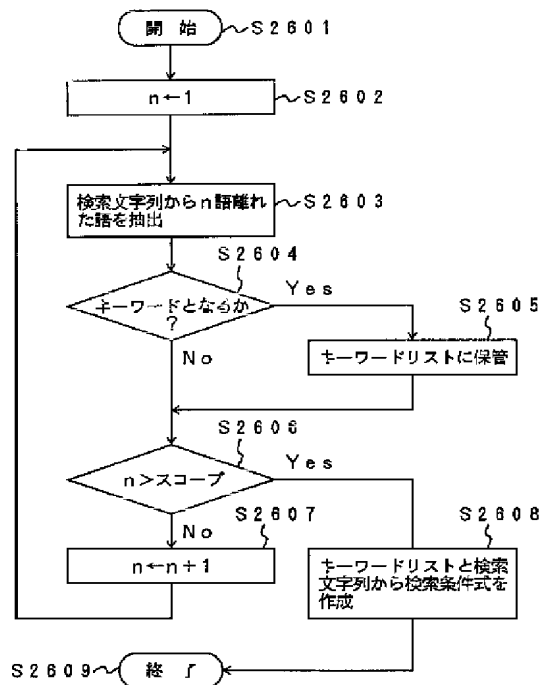 開始
S2601
n←1
S2602
検索文字列からn語離れ
た語を抽出
S2603
S2604
キーワードとなるか
?
Yes
No
S2605
キーワードリストに保管
S2606
n>スコープ
Yes
No
S2607
n←n+1
S2608
キーワードリストと検索
文字列から検索条件式を
作成
S2609
終了